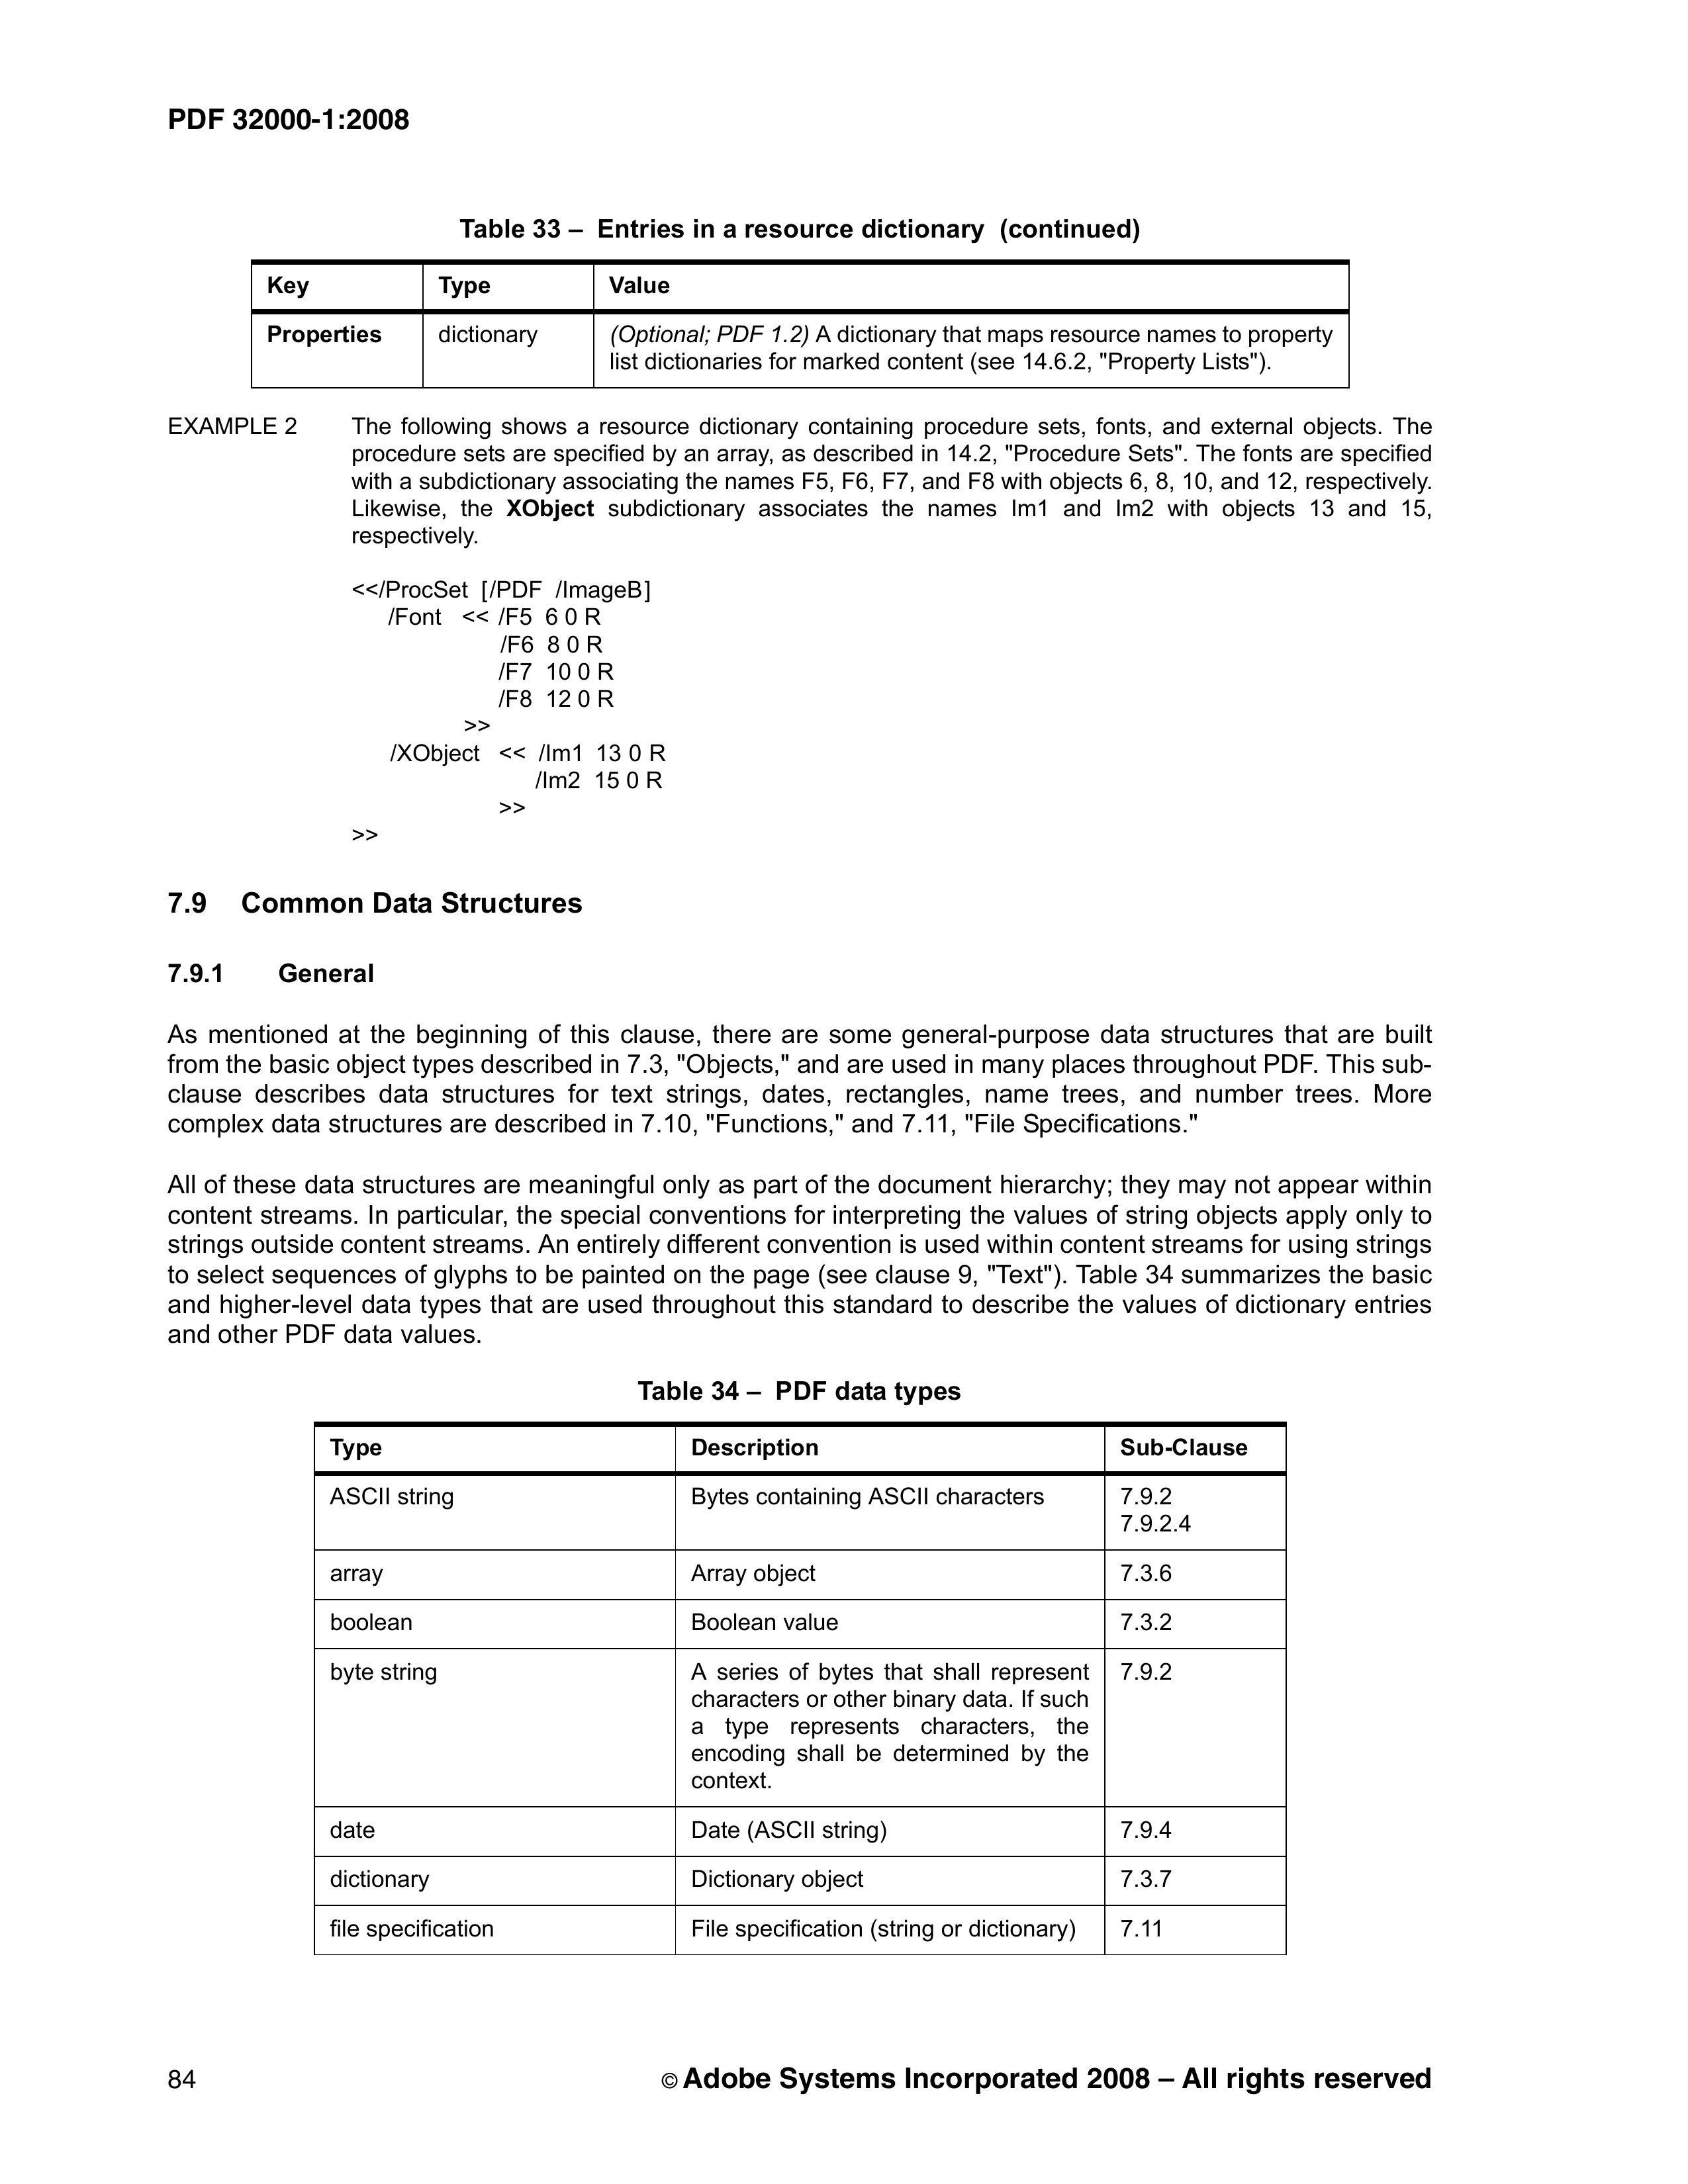 PDF 32000-1:2008
Table 33 – Entries in a resource dictionary (continued)
Key Type Value
Properties dictionary (Optional; PDF 1.2) A dictionary that maps resource names to property
list dictionaries for marked content (see 14.6.2, "Property Lists").
EXAMPLE 2 The following shows a resource dictionary containing procedure sets, fonts, and external objects. The
procedure sets are specified by an array, as described in 14.2, "Procedure Sets". The fonts are specified
with a subdictionary associating the names F5, F6, F7, and F8 with objects 6, 8, 10, and 12, respectively.
Likewise, the XObject subdictionary associates the names Im1 and Im2 with objects 13 and 15,
respectively.
<</ProcSet [/PDF /ImageB]
/Font << /F5 6 0 R
/F6 8 0 R
/F7 10 0 R
/F8 12 0 R
>>
/XObject << /Im1 13 0 R
/Im2 15 0 R
>>
>>
7.9 Common Data Structures
7.9.1 General
As mentioned at the beginning of this clause, there are some general-purpose data structures that are built
from the basic object types described in 7.3, "Objects," and are used in many places throughout PDF. This sub-
clause describes data structures for text strings, dates, rectangles, name trees, and number trees. More
complex data structures are described in 7.10, "Functions," and 7.11, "File Specifications."
All of these data structures are meaningful only as part of the document hierarchy; they may not appear within
content streams. In particular, the special conventions for interpreting the values of string objects apply only to
strings outside content streams. An entirely different convention is used within content streams for using strings
to select sequences of glyphs to be painted on the page (see clause 9, "Text"). Table 34 summarizes the basic
and higher-level data types that are used throughout this standard to describe the values of dictionary entries
and other PDF data values.
Table 34 – PDF data types
Type Description Sub-Clause
ASCII string Bytes containing ASCII characters 7.9.2
7.9.2.4
array Array object 7.3.6
boolean Boolean value 7.3.2
byte string A series of bytes that shall represent 7.9.2
characters or other binary data. If such
a type represents characters, the
encoding shall be determined by the
context.
date Date (ASCII string) 7.9.4
dictionary Dictionary object 7.3.7
file specification File specification (string or dictionary) 7.11
84 © Adobe Systems Incorporated 2008 – All rights reserved